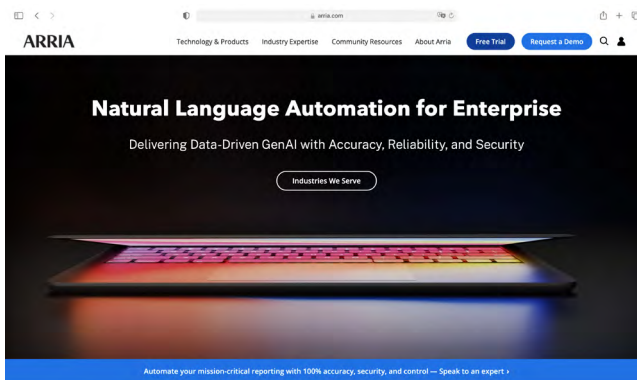 arria.com
ARRIA
Technology & Products Industry Expertise Community Resources About Arria Free Trial Request a Demo
Natural Language Automation for Enterprise
Delivering Data-Driven GenAI with Accuracy, Reliability, and Security
Industries We Serve
Automate your mission-critical reporting with 100% accuracy, security, and control — Speak to an expert ›